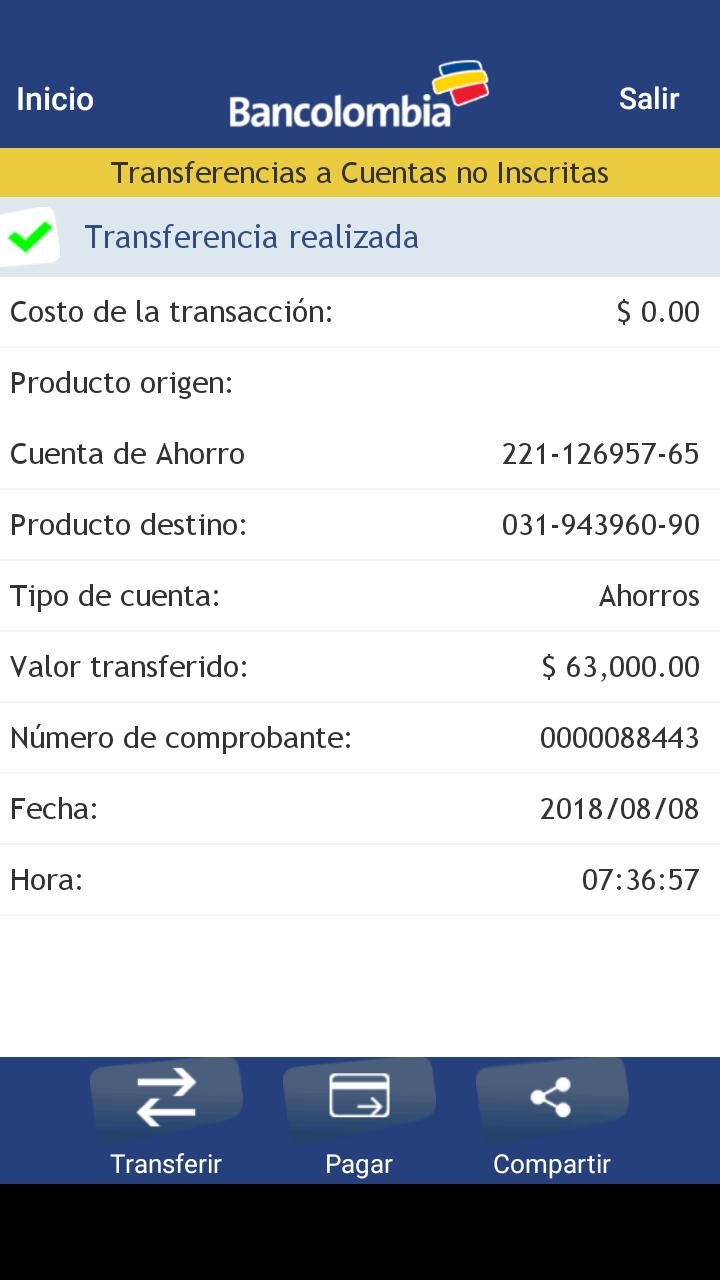 Inicio
Bancolombia
Salir
Transferencias a Cuentas no Inscritas
Transferencia realizada
Costo de la transacción: $ 0.00
Producto origen:
Cuenta de Ahorro 221-126957-65
Producto destino: 031-943960-90
Tipo de cuenta: Ahorros
Valor transferido: $ 63,000.00
Número de comprobante: 0000088443
Fecha: 2018/08/08
Hora: 07:36:57
Transferir
Pagar
Compartir